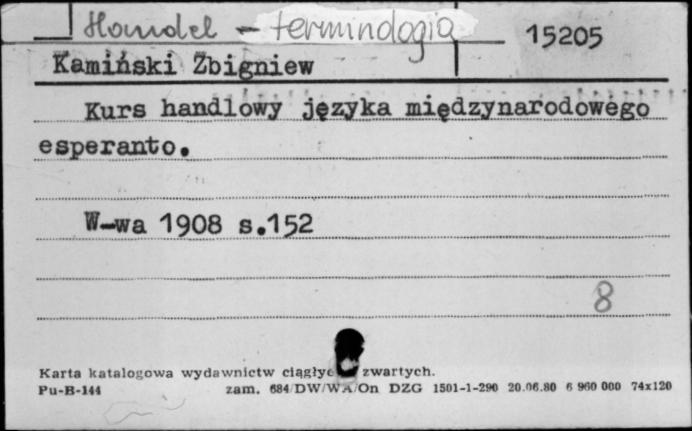 Handel - terminologia
15205
Kamiński Zbigniew
Kurs handlowy języka międzynarodowego
esperanto.
W-wa 1908 s.152
8
Karta katalogowa wydawnictw ciągłyc zwartych.
Pu-B-144 zam. 684/DW/WA/On DZG 1501-1-290 20.06.80 6 960 000 74x120